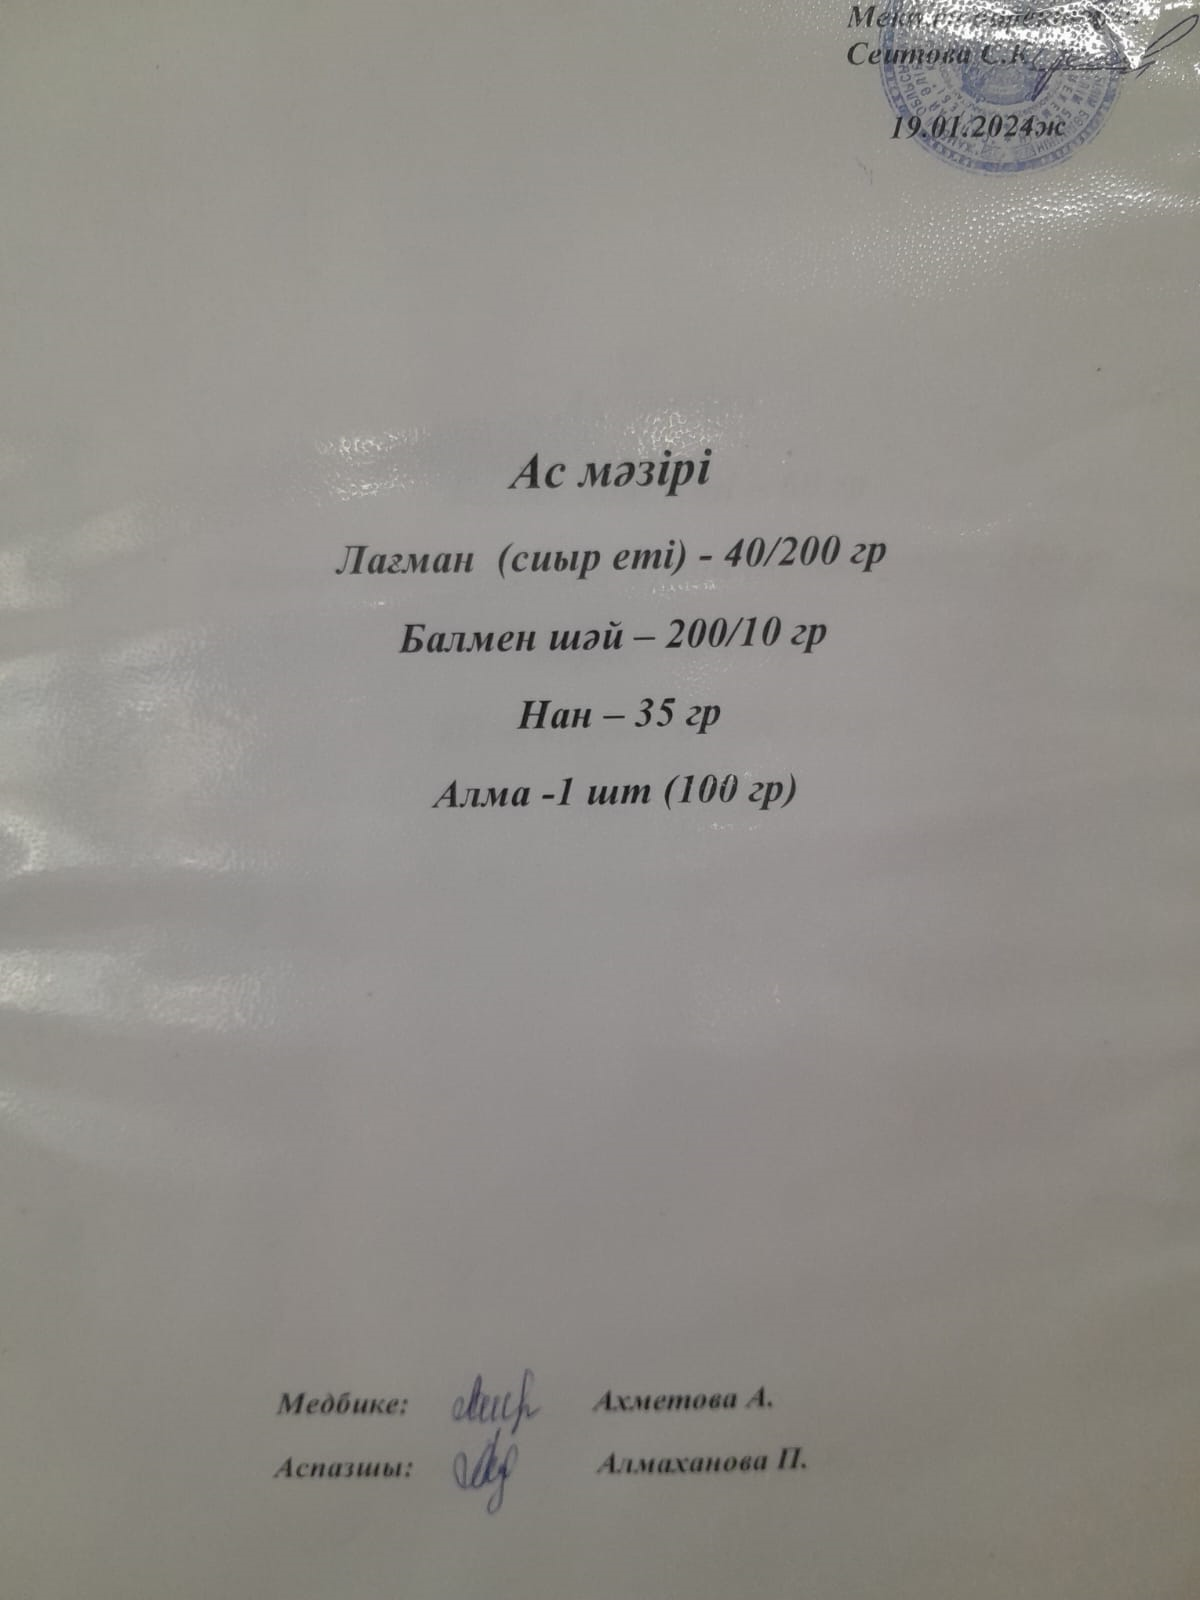 Сеитова С.К
19.01.2024ж
Ас мәзірі
Лағман (сиыр еті) - 40/200 гр
Балмен шәй – 200/10 гр
Нан – 35 гр
Алма -1 шт (100 гр)
Медбике: Ахметова А.
Аспазшы: Алмаханова П.